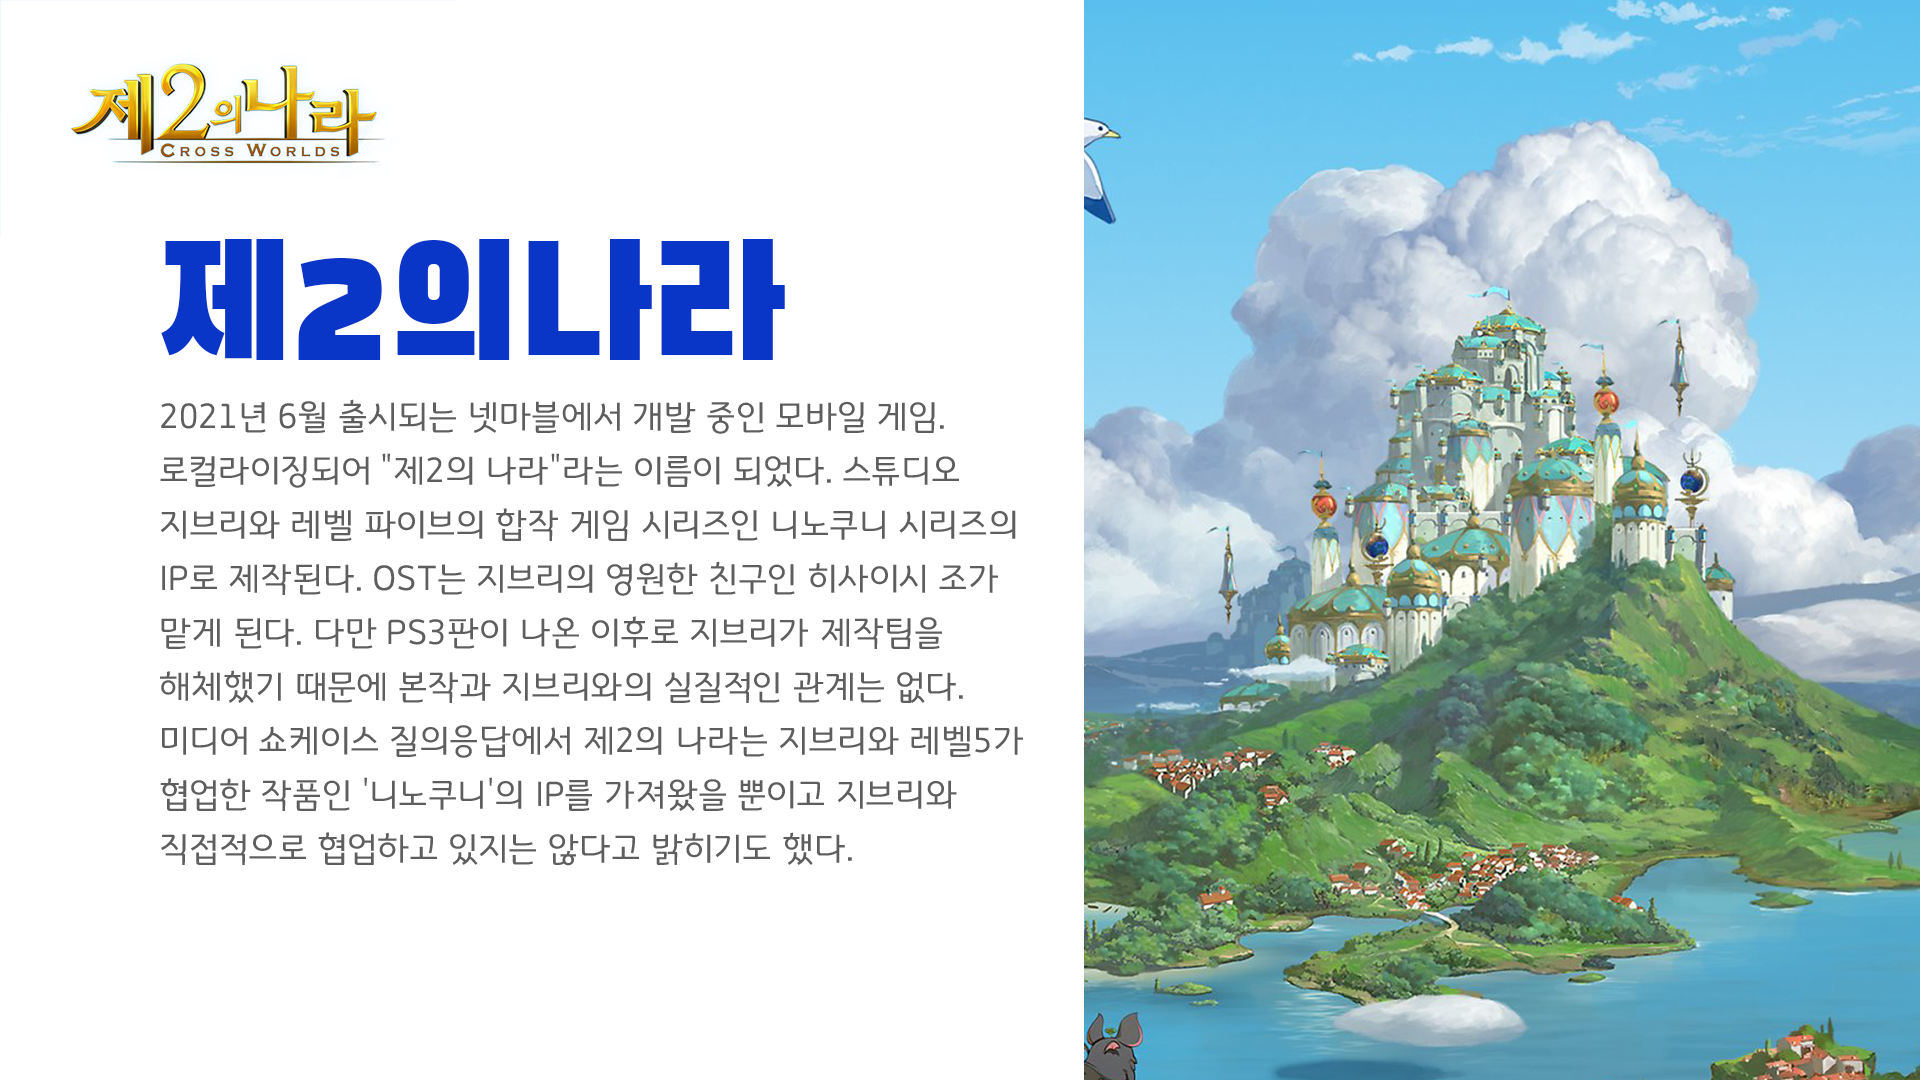 제2의나라
CROSS WORLDS
제2의나라
2021년 6월 출시되는 넷마블에서 개발 중인 모바일 게임.
로컬라이징되어 "제2의 나라"라는 이름이 되었다. 스튜디오
지브리와 레벨 파이브의 합작 게임 시리즈인 니노쿠니 시리즈의
IP로 제작된다. OST는 지브리의 영원한 친구인 히사이시 조가
맡게 된다. 다만 PS3판이 나온 이후로 지브리가 제작팀을
해체했기 때문에 본작과 지브리와의 실질적인 관계는 없다.
미디어 쇼케이스 질의응답에서 제2의 나라는 지브리와 레벨5가
협업한 작품인 '니노쿠니'의 IP를 가져왔을 뿐이고 지브리와
직접적으로 협업하고 있지는 않다고 밝히기도 했다.